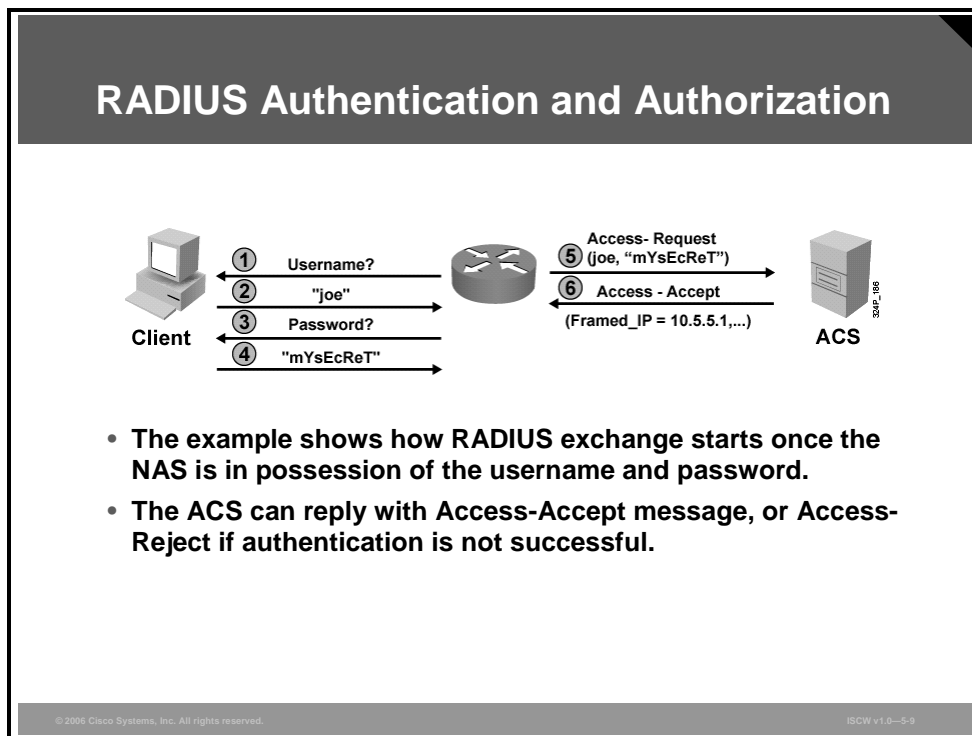 RADIUS Authentication and Authorization
1
Username?
2
"joe"
3
Password?
4
"mYsEcReT"
Client
5
Access- Request
(joe, “mYsEcReT”)
6
Access - Accept
(Framed_IP = 10.5.5.1,...)
ACS
324P_186
• The example shows how RADIUS exchange starts once the
NAS is in possession of the username and password.
• The ACS can reply with Access-Accept message, or Access-
Reject if authentication is not successful.
© 2006 Cisco Systems, Inc. All rights reserved.
ISCW v1.0—5-9